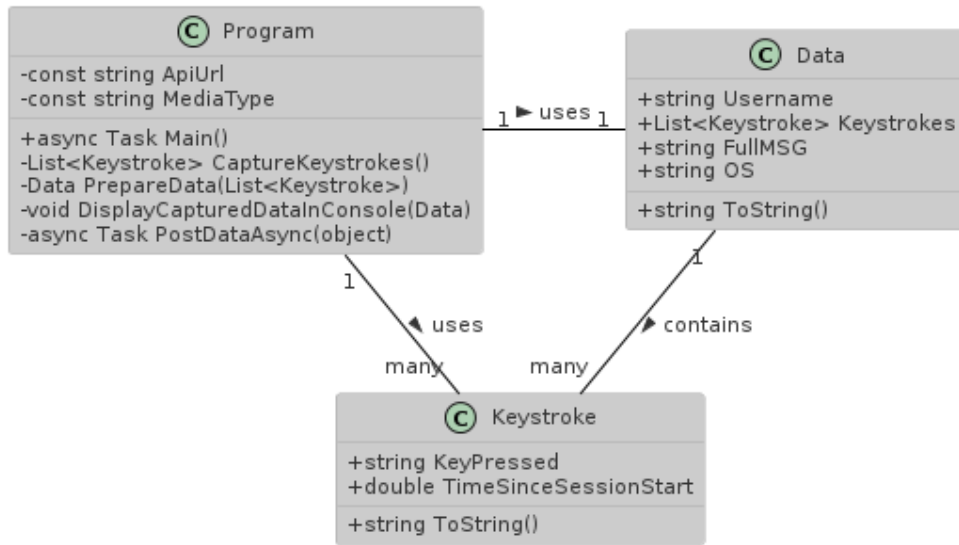 C Program
-const string ApiUrl
-const string MediaType
+async Task Main()
-List<Keystroke> CaptureKeystrokes()
-Data PrepareData(List<Keystroke>)
-void DisplayCapturedDataInConsole(Data)
-async Task PostDataAsync(object)
1 uses 1
C Data
+string Username
+List<Keystroke> Keystrokes
+string FullMSG
+string OS
+string ToString()
1
uses
many
1
contains
many
C Keystroke
+string KeyPressed
+double TimeSinceSessionStart
+string ToString()